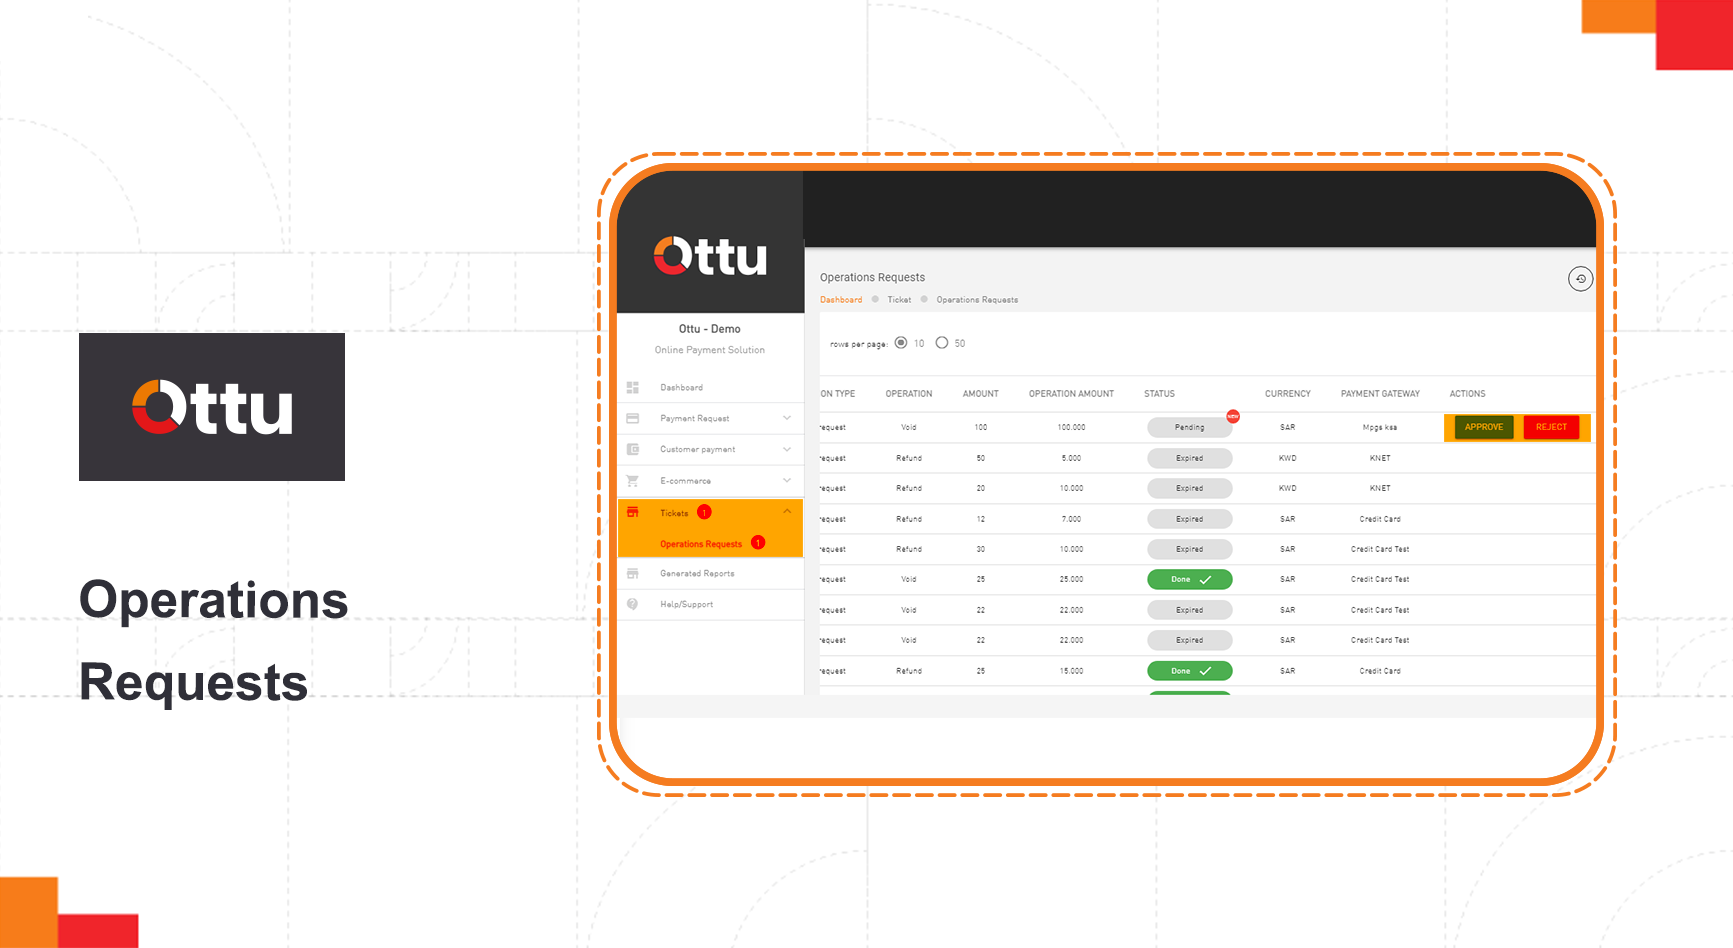 Ottu
Operations
Requests
Ottu
Ottu - Demo
Online Payment Solution
Dashboard
Payment Request
Customer payment
E-commerce
Tickets 1
Operations Requests 1
Generated Reports
Help/Support
Operations Requests
Dashboard Ticket Operations Requests
rows per page: 10 50
ON TYPE OPERATION AMOUNT OPERATION AMOUNT STATUS CURRENCY PAYMENT GATEWAY ACTIONS
NEW
request Void 100 100.000 Pending SAR Mpgs ksa APPROVE REJECT
request Refund 50 5.000 Expired KWD KNET
request Refund 20 10.000 Expired KWD KNET
request Refund 12 7.000 Expired SAR Credit Card
request Refund 30 10.000 Expired SAR Credit Card Test
request Void 25 25.000 Done SAR Credit Card Test
request Void 22 22.000 Expired SAR Credit Card Test
request Void 22 22.000 Expired SAR Credit Card Test
request Refund 25 15.000 Done SAR Credit Card